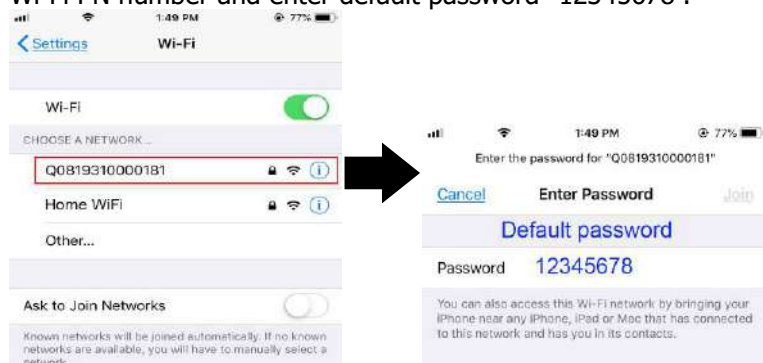 Wi-Fi PN number and enter default password "12345678".
1:49 PM
77%
Settings
Wi-Fi
Wi-Fi
CHOOSE A NETWORK...
Q0819310000181
Home WiFi
Other...
Ask to Join Networks
Known networks will be joined automatically. If no known
networks are available, you will have to manually select a
network.
1:49 PM
77%
Enter the password for "Q0819310000181"
Cancel
Enter Password
Join
Default password
Password
12345678
You can also access this Wi-Fi network by bringing your
iPhone near any iPhone, iPad or Mac that has connected
to this network and has you in its contacts.